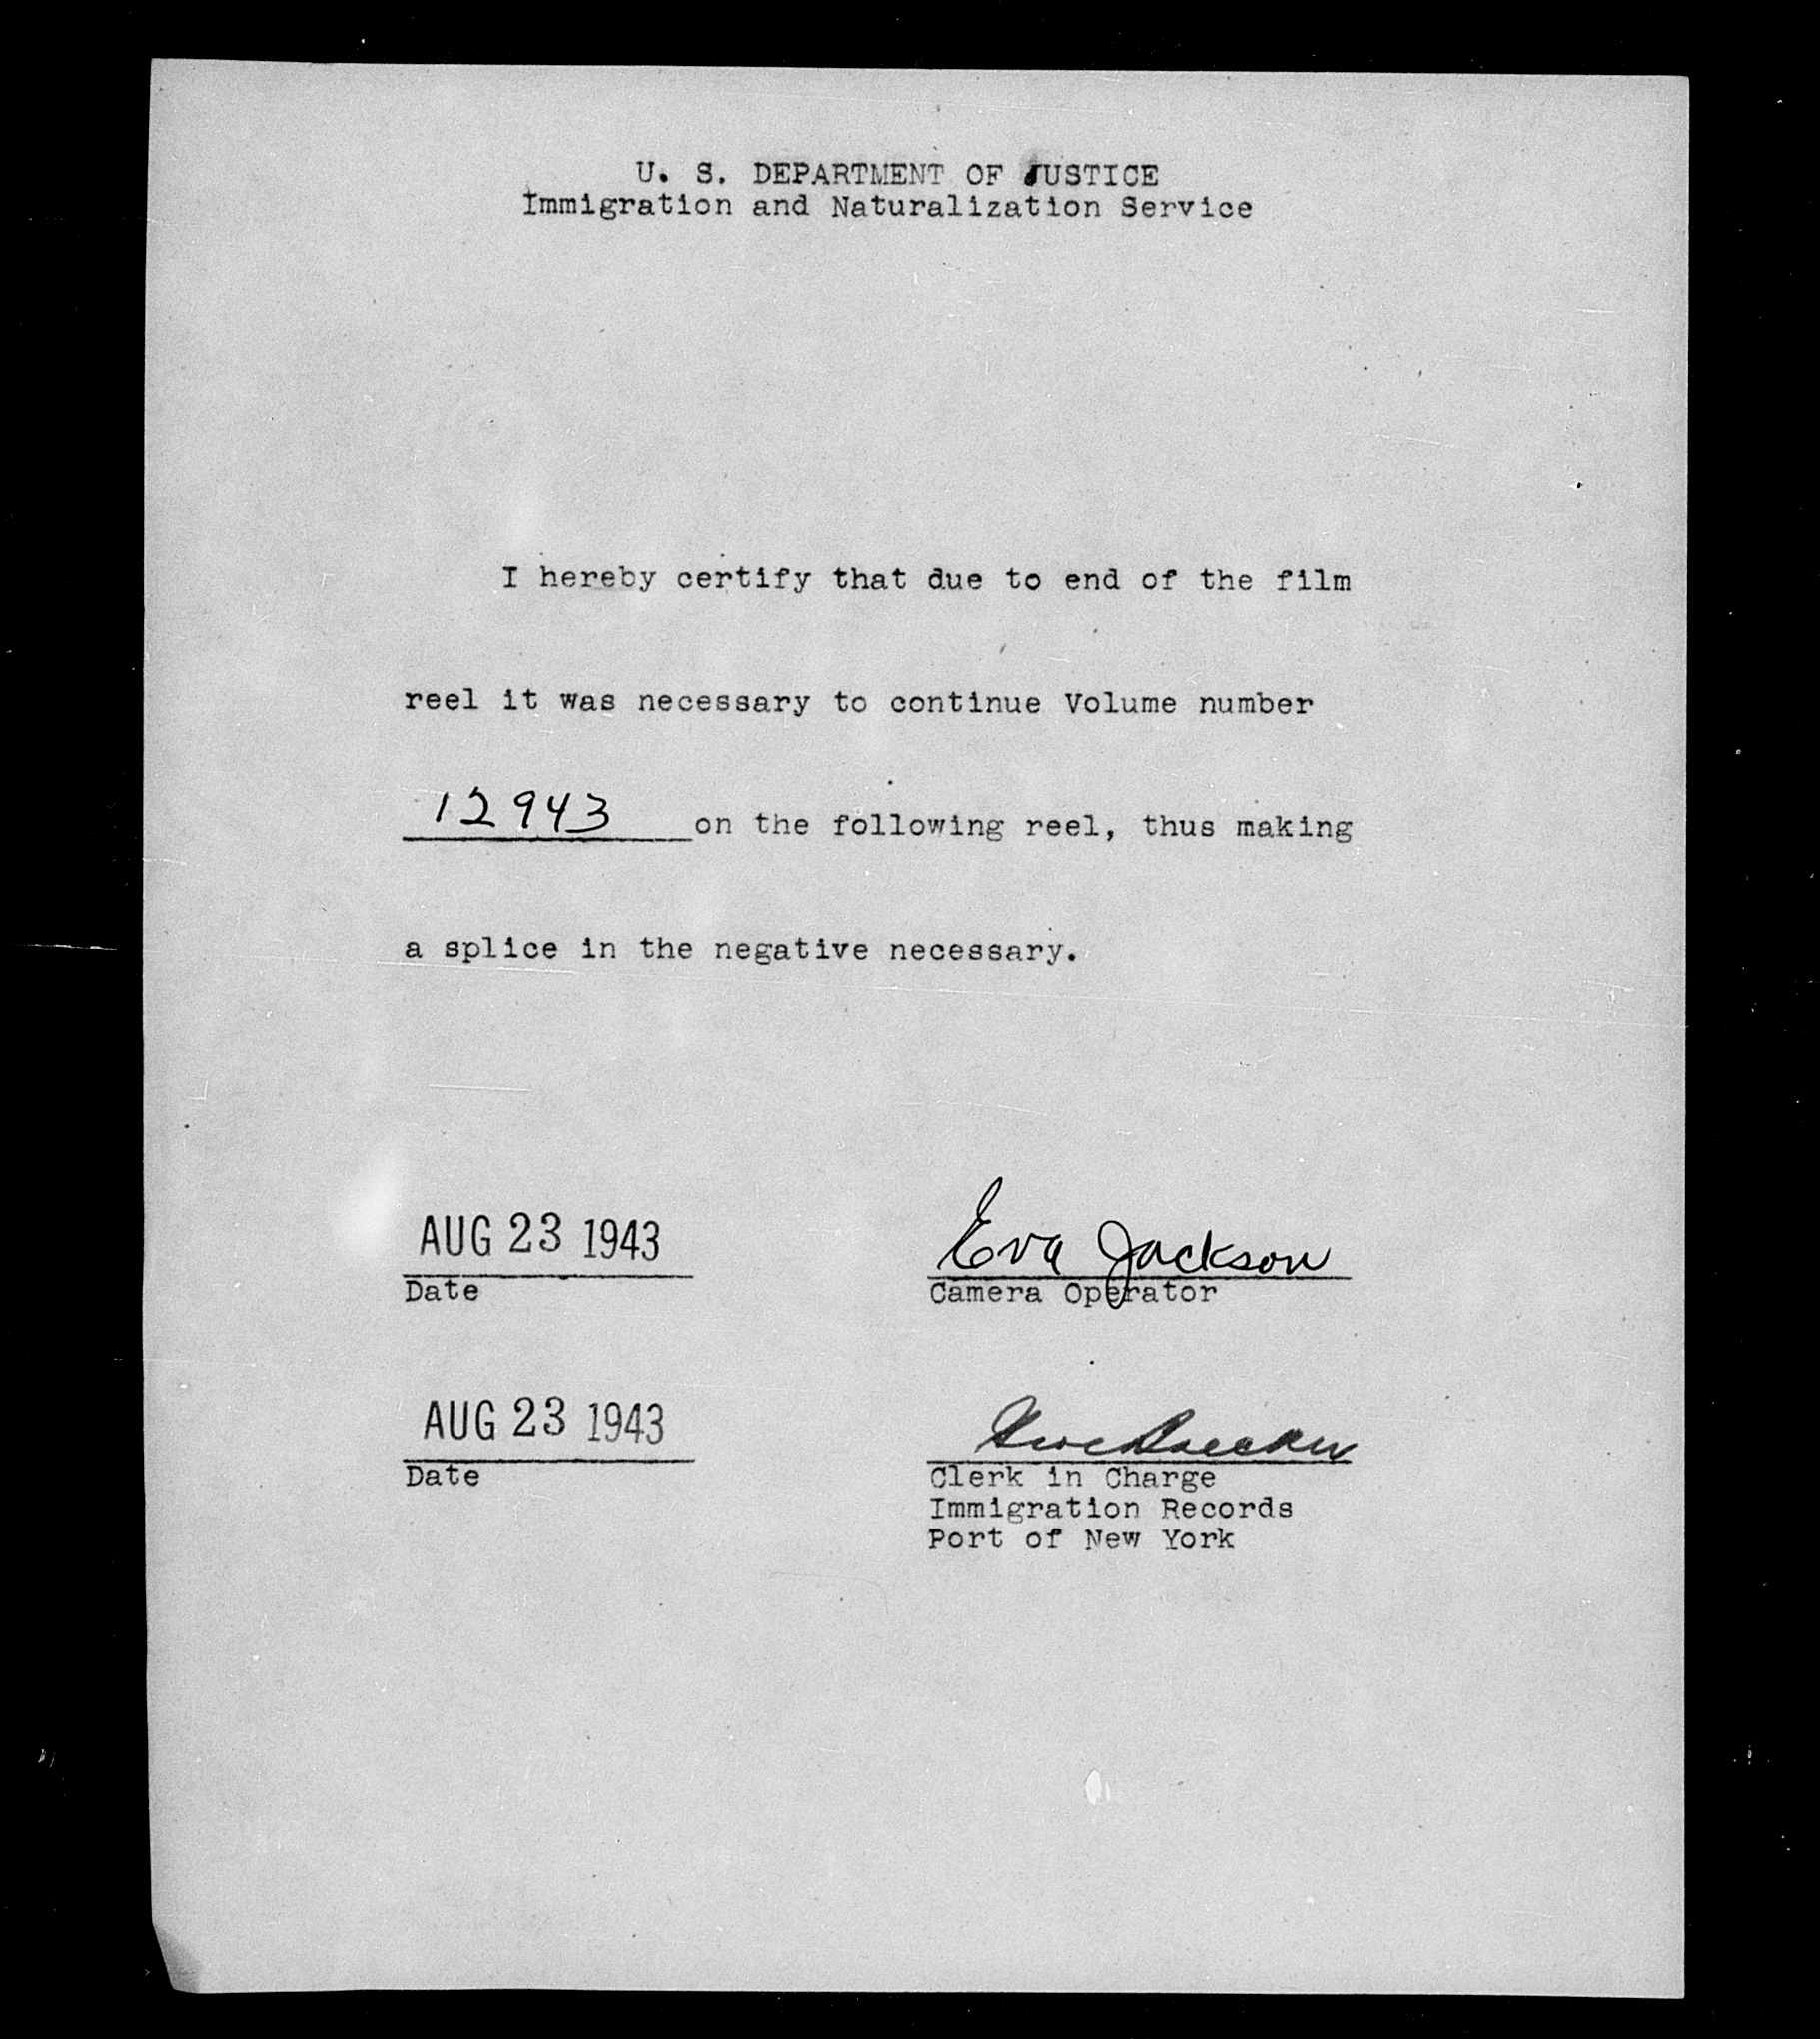 U. S. DEPARTMENT OF JUSTICE
Immigration and Naturalization Service
I hereby certify that due to end of the film
reel it was necessary to continue Volume number
12943 on the following reel, thus making
a splice in the negative necessary.
AUG 23 1943
Eva Jackson
Date
Camera Operator
AUG 23 1943
Date
Clerk in Charge
Immigration Records
Port of New York